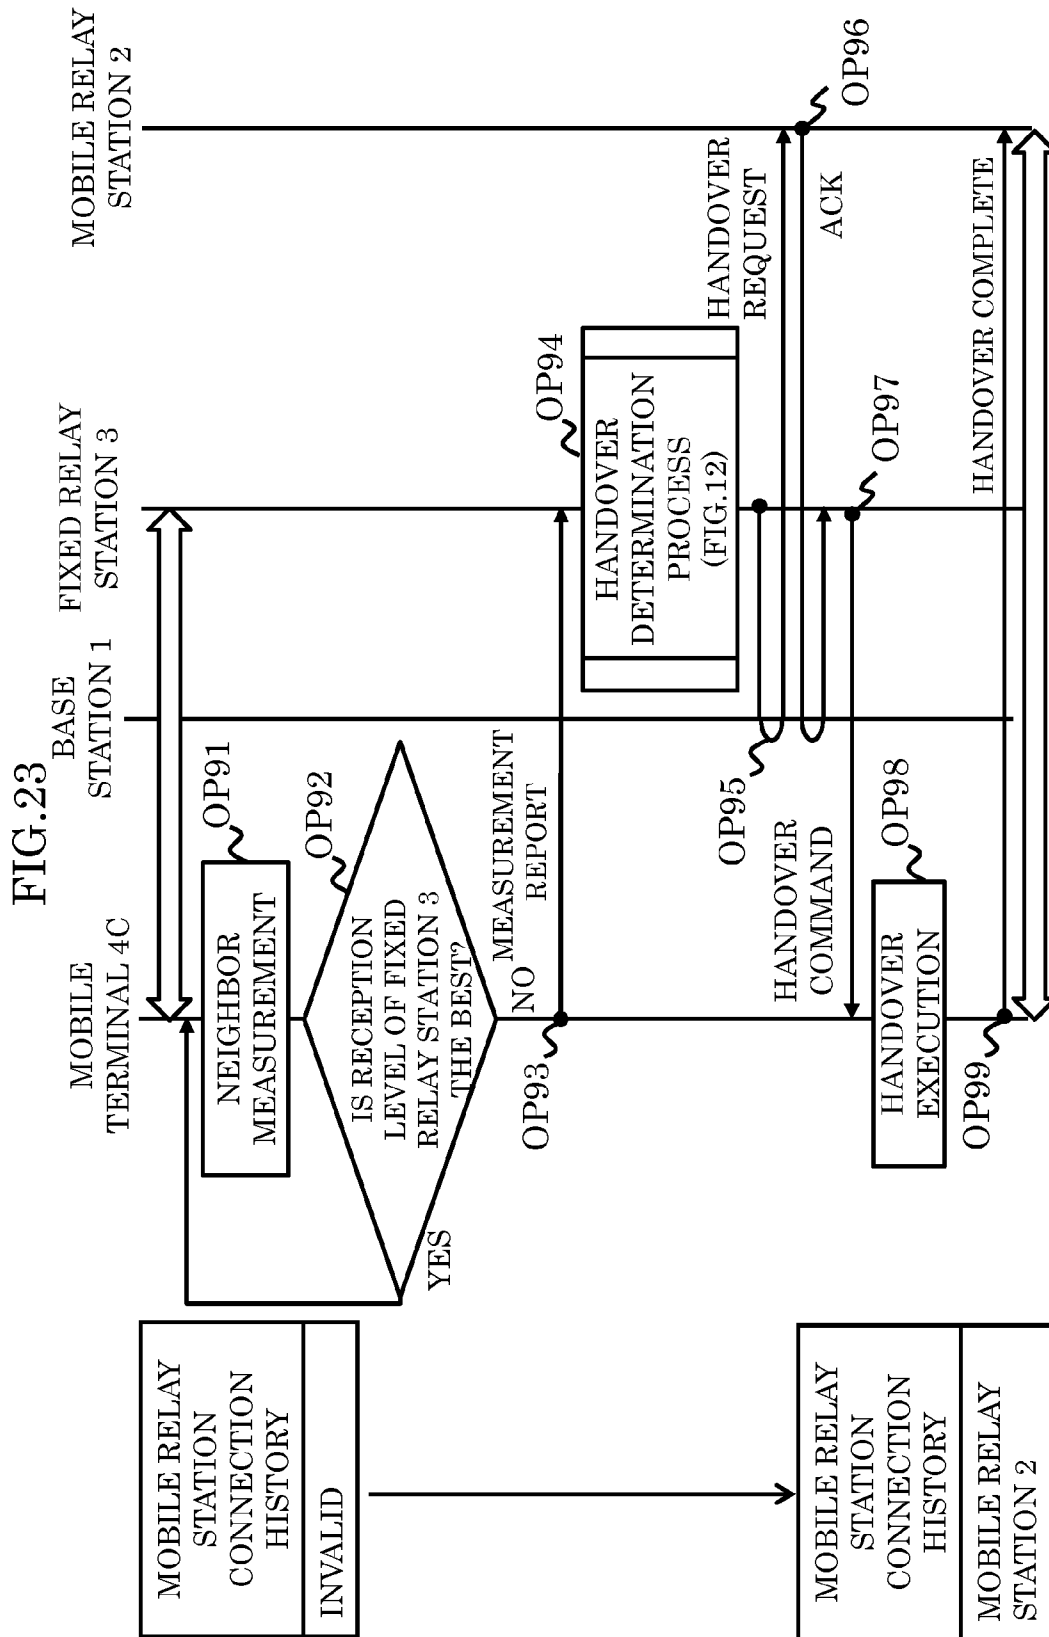 FIG.23
MOBILE RELAY
STATION
CONNECTION
HISTORY
INVALID
MOBILE RELAY
STATION
CONNECTION
HISTORY
MOBILE RELAY
STATION 2
MOBILE
TERMINAL 4C
BASE
STATION 1
FIXED RELAY
STATION 3
MOBILE RELAY
STATION 2
NEIGHBOR
MEASUREMENT
OP91
IS RECEPTION
LEVEL OF FIXED
RELAY STATION 3
THE BEST?
OP92
YES
NO
MEASUREMENT
REPORT
OP93
HANDOVER
DETERMINATION
PROCESS
(FIG.12)
OP94
HANDOVER
REQUEST
OP95
ACK
OP96
HANDOVER
COMMAND
OP97
HANDOVER
EXECUTION
OP98
HANDOVER COMPLETE
OP99